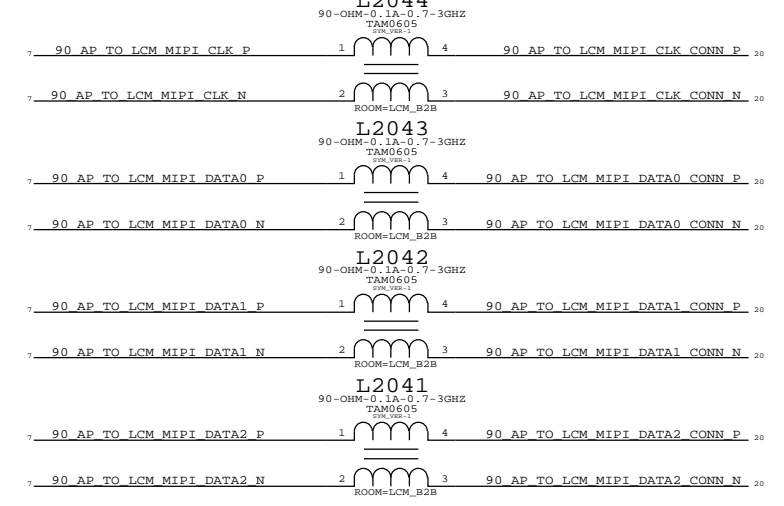 L2044
90-OHM-0.1A-0.7-3GHZ
TAM0605
SYM_VER-1
7 90_AP_TO_LCM_MIPI_CLK_P 1 4 90_AP_TO_LCM_MIPI_CLK_CONN_P 20
7 90_AP_TO_LCM_MIPI_CLK_N 2 3 90_AP_TO_LCM_MIPI_CLK_CONN_N 20
ROOM=LCM_B2B
L2043
90-OHM-0.1A-0.7-3GHZ
TAM0605
SYM_VER-1
7 90_AP_TO_LCM_MIPI_DATA0_P 1 4 90_AP_TO_LCM_MIPI_DATA0_CONN_P 20
7 90_AP_TO_LCM_MIPI_DATA0_N 2 3 90_AP_TO_LCM_MIPI_DATA0_CONN_N 20
ROOM=LCM_B2B
L2042
90-OHM-0.1A-0.7-3GHZ
TAM0605
SYM_VER-1
7 90_AP_TO_LCM_MIPI_DATA1_P 1 4 90_AP_TO_LCM_MIPI_DATA1_CONN_P 20
7 90_AP_TO_LCM_MIPI_DATA1_N 2 3 90_AP_TO_LCM_MIPI_DATA1_CONN_N 20
ROOM=LCM_B2B
L2041
90-OHM-0.1A-0.7-3GHZ
TAM0605
SYM_VER-1
7 90_AP_TO_LCM_MIPI_DATA2_P 1 4 90_AP_TO_LCM_MIPI_DATA2_CONN_P 20
7 90_AP_TO_LCM_MIPI_DATA2_N 2 3 90_AP_TO_LCM_MIPI_DATA2_CONN_N 20
ROOM=LCM_B2B